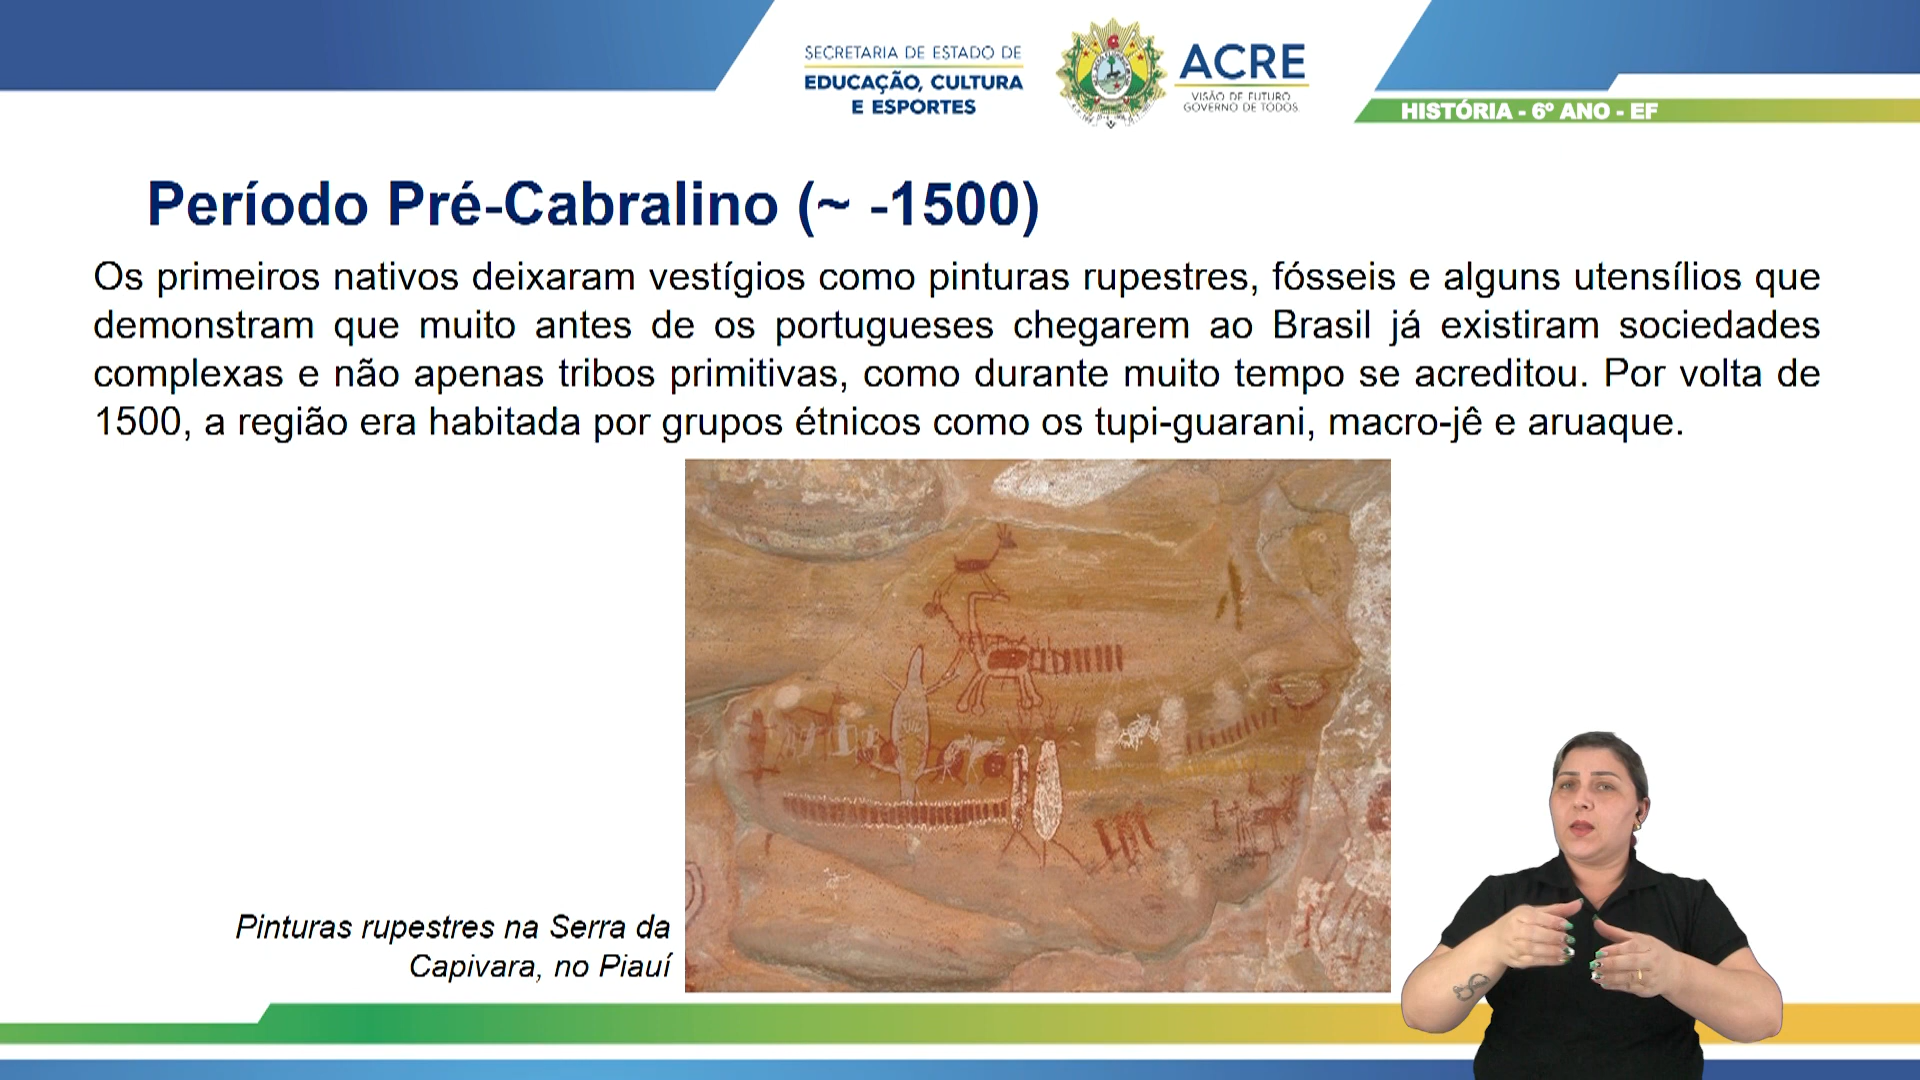 SECRETARIA DE ESTADO DE
EDUCAÇÃO, CULTURA
E ESPORTES
ACRE
VISÃO DE FUTURO
GOVERNO DE TODOS
HISTÓRIA - 6º ANO - EF
Período Pré-Cabralino (~ -1500)
Os primeiros nativos deixaram vestígios como pinturas rupestres, fósseis e alguns utensílios que
demonstram que muito antes de os portugueses chegarem ao Brasil já existiram sociedades
complexas e não apenas tribos primitivas, como durante muito tempo se acreditou. Por volta de
1500, a região era habitada por grupos étnicos como os tupi-guarani, macro-jê e aruaque.
Pinturas rupestres na Serra da
Capivara, no Piauí